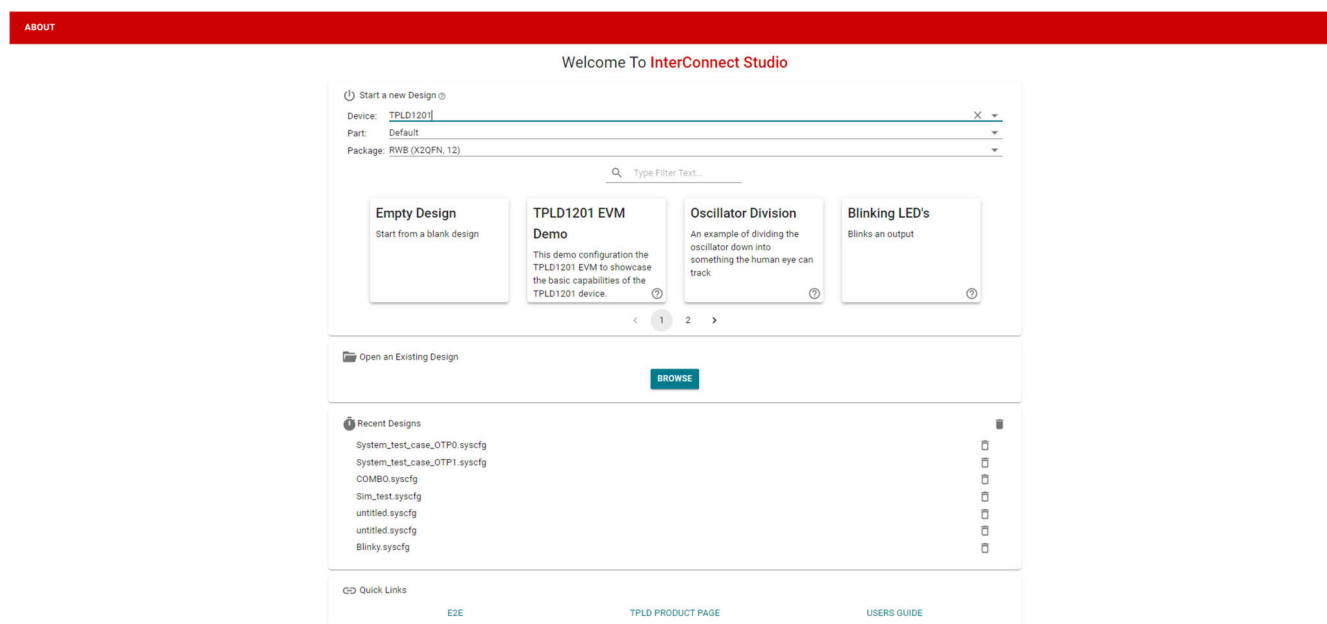 ABOUT
Welcome To InterConnect Studio
Start a new Design
Device: TPLD1201
Part: Default
Package: RWB (X2QFN, 12)
Type Filter Text...
Empty Design
Start from a blank design
TPLD1201 EVM
Demo
This demo configuration the
TPLD1201 EVM to showcase
the basic capabilities of the
TPLD1201 device.
Oscillator Division
An example of dividing the
oscillator down into
something the human eye can
track
Blinking LED's
Blinks an output
1 2
Open an Existing Design
BROWSE
Recent Designs
System_test_case_OTP0.syscfg
System_test_case_OTP1.syscfg
COMBO.syscfg
Sim_test.syscfg
untitled.syscfg
untitled.syscfg
Blinky.syscfg
Quick Links
E2E TPLD PRODUCT PAGE USERS GUIDE